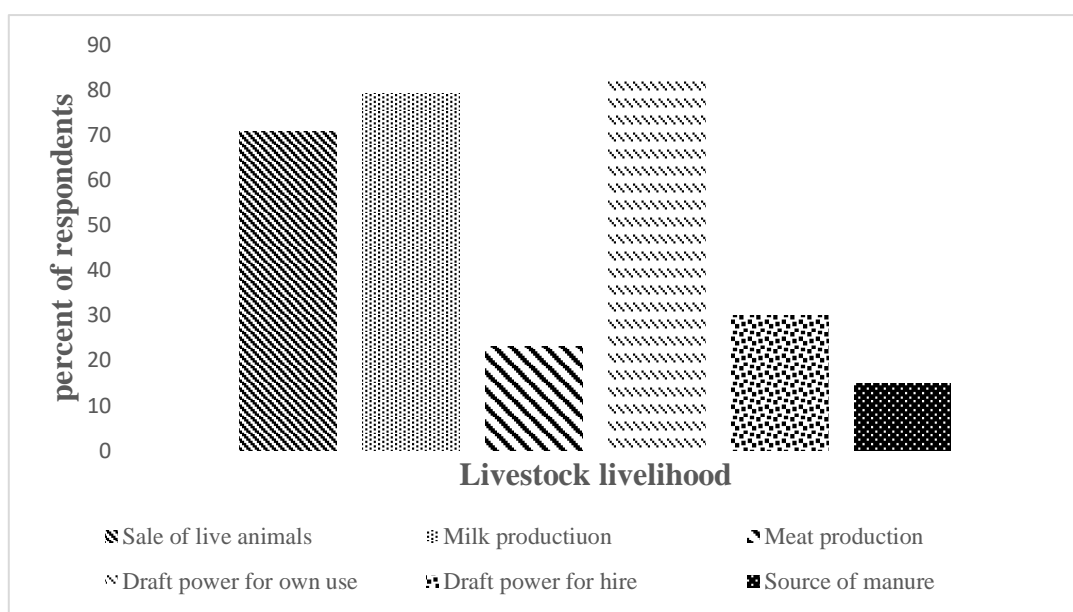 90
80
70
60
50
40
30
20
10
0
percent of respondents
Livestock livelihood
Sale of live animals
Milk productiuon
Meat production
Draft power for own use
Draft power for hire
Source of manure